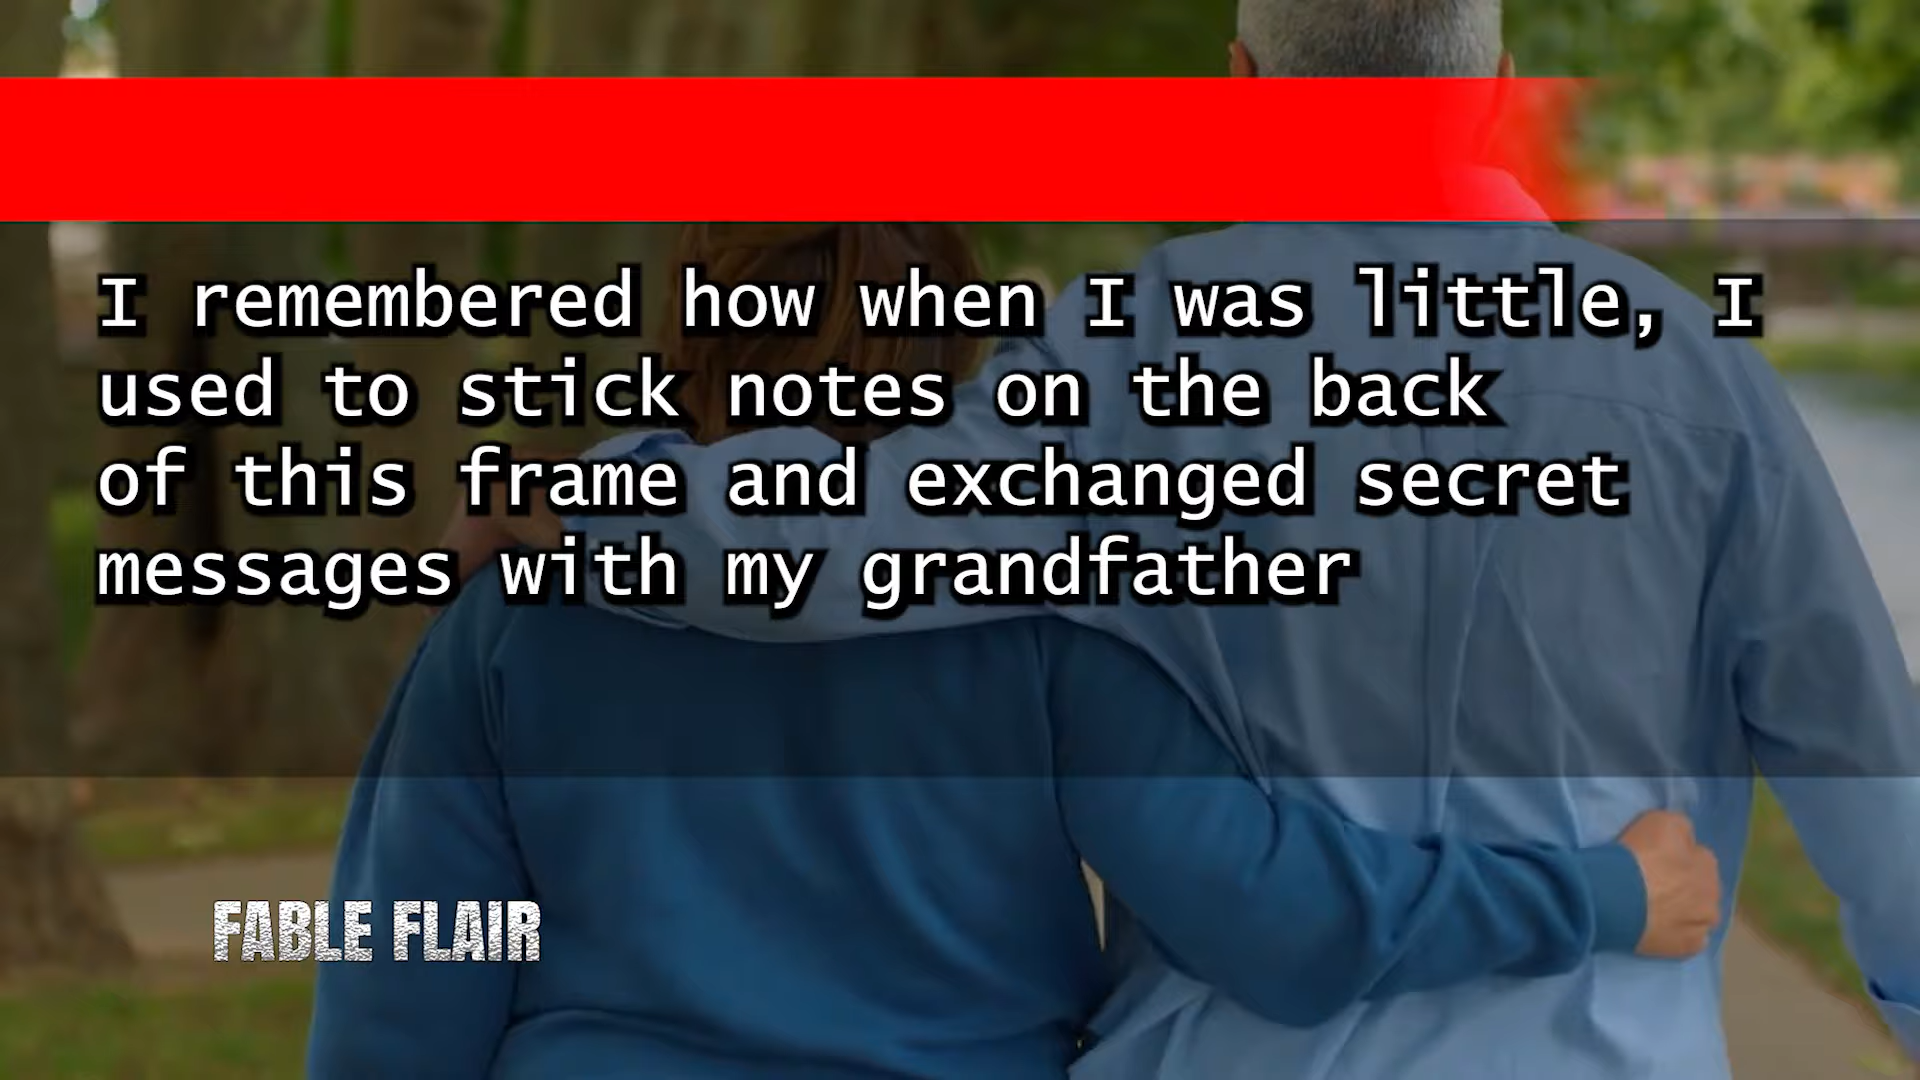 I remembered how when I was little, I
used to stick notes on the back
of this frame and exchanged secret
messages with my grandfather
FABLE FLAIR